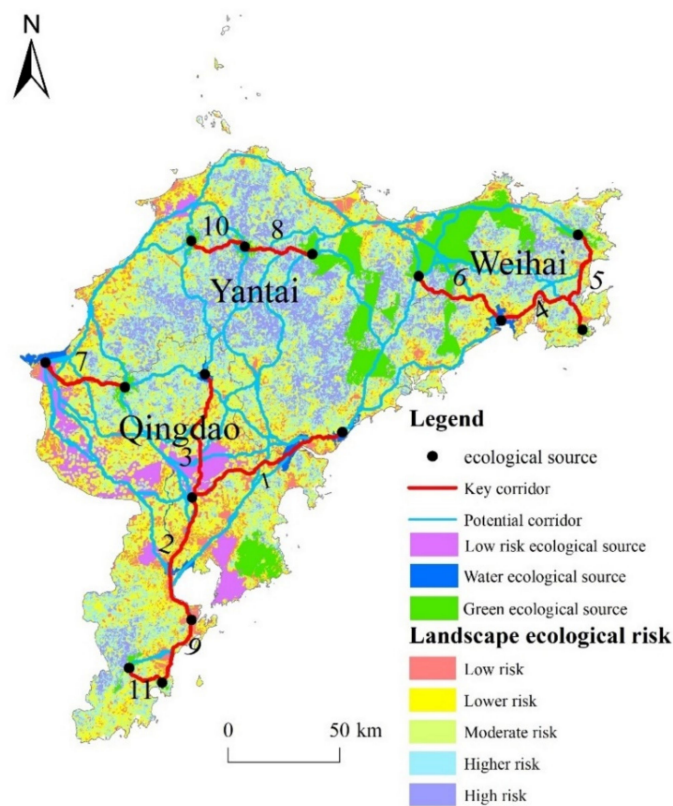 N
10
8
Weihai
6
5
Yantai
4
7
Qingdao
3
1
2
9
11
Legend
ecological source
Key corridor
Potential corridor
Low risk ecological source
Water ecological source
Green ecological source
Landscape ecological risk
Low risk
Lower risk
Moderate risk
Higher risk
High risk
0 50 km